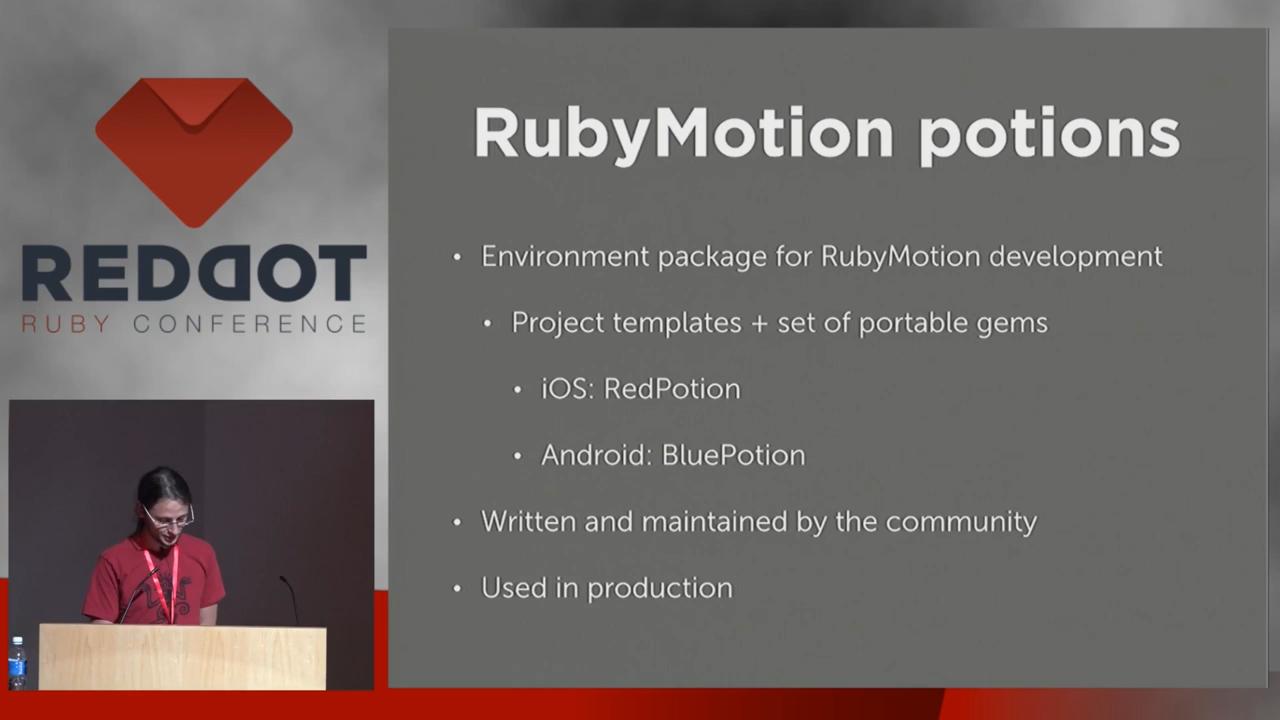 REDDOT
RUBY CONFERENCE
RubyMotion potions
• Environment package for RubyMotion development
• Project templates + set of portable gems
• iOS: RedPotion
• Android: BluePotion
• Written and maintained by the community
• Used in production